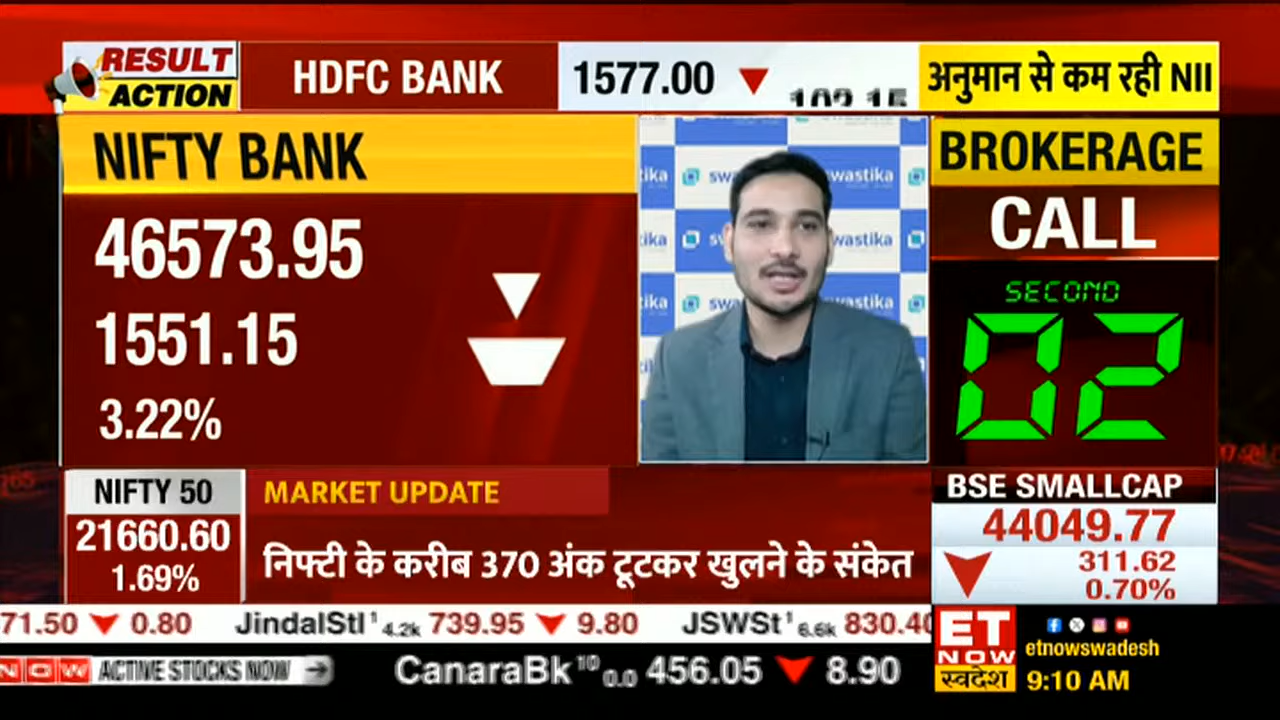 RESULT
ACTION
HDFC BANK
1577.00
102.15
अनुमान से कम रही NII
NIFTY BANK
46573.95
1551.15
3.22%
swastika
BROKERAGE
CALL
SECOND
02
NIFTY 50
21660.60
1.69%
MARKET UPDATE
निफ्टी के करीब 370 अंक टूटकर खुलने के संकेत
BSE SMALLCAP
44049.77
311.62
0.70%
71.50 0.80 JindalStl 4.2k 739.95 9.80 JSWSt 6.6k 830.40
NOW ACTIVE STOCKS NOW
CanaraBk 10 0.0 456.05 8.90
ET
NOW
स्वदेश
etnowswadesh
9:10 AM